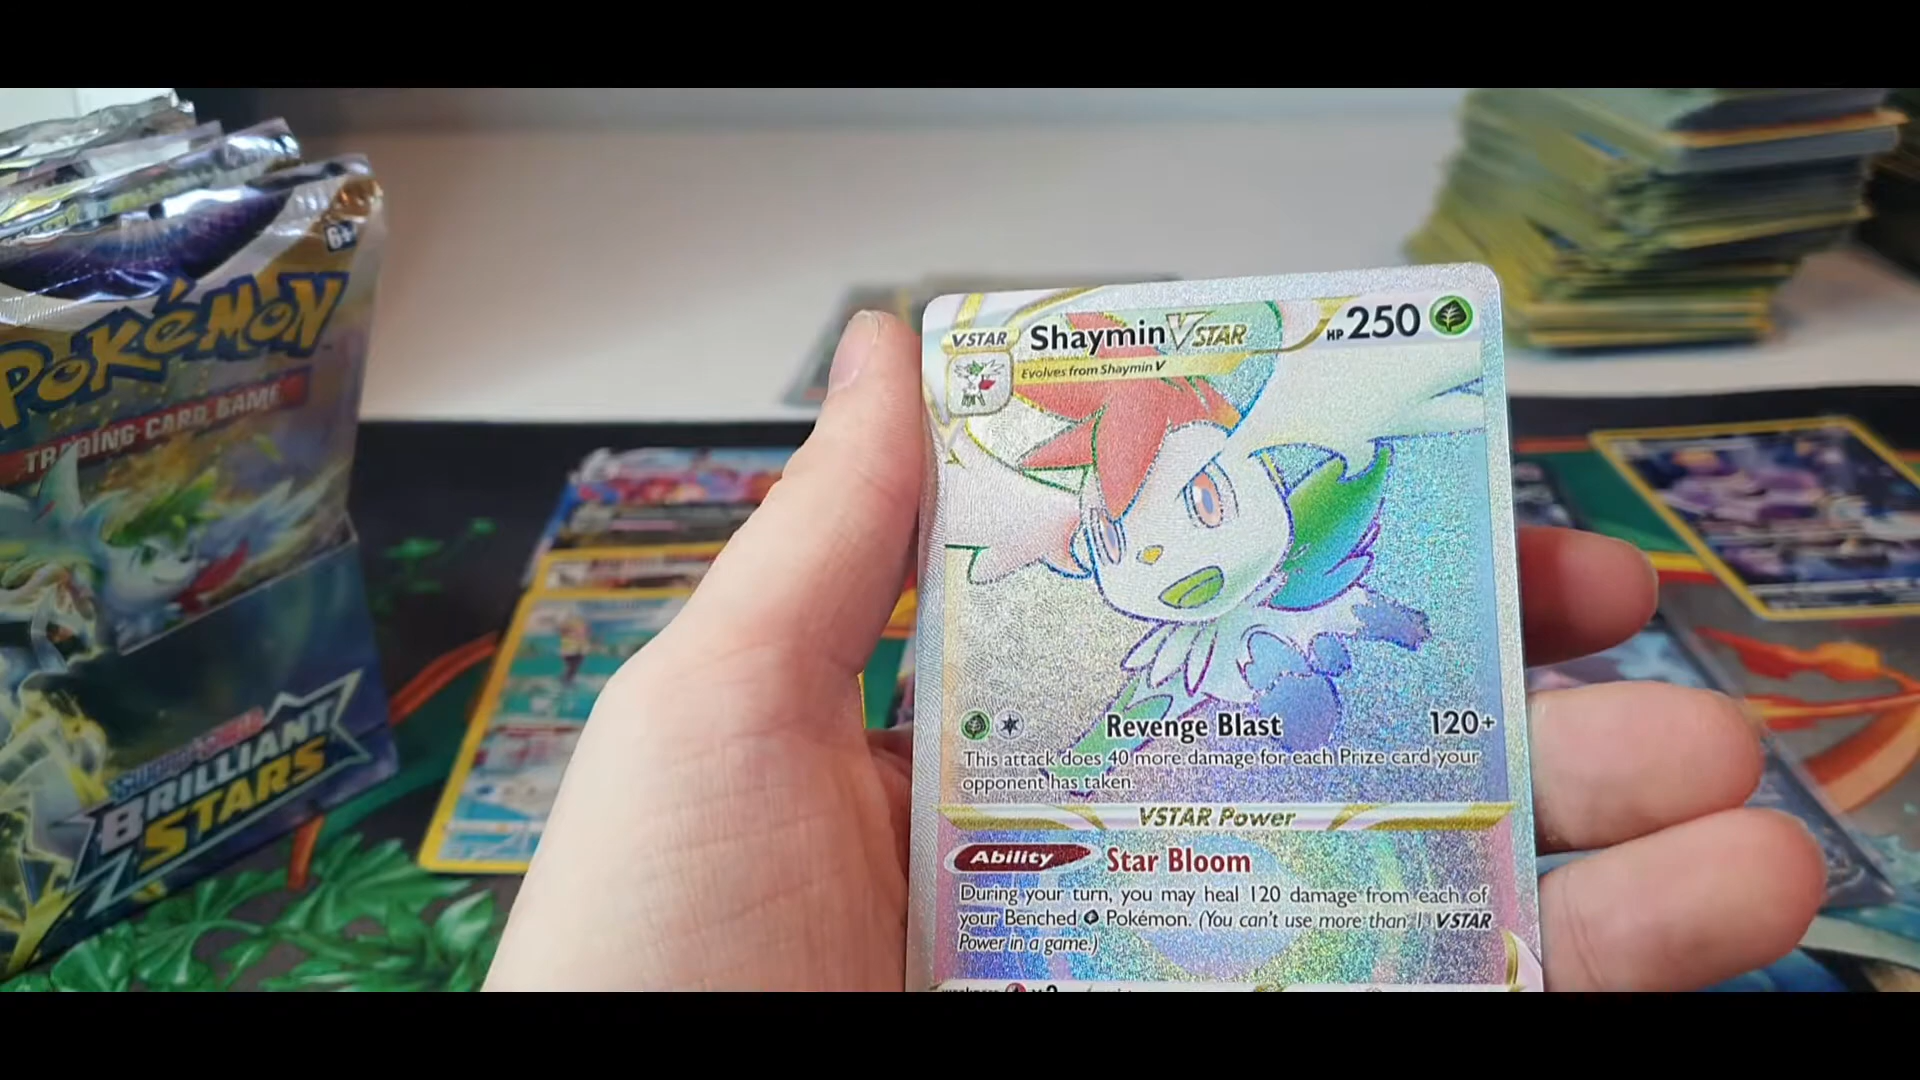 6+
Pokémon
TRADING CARD GAME
BRILLIANT
STARS
VSTAR Shaymin VSTAR HP 250
Evolves from Shaymin V
Revenge Blast 120+
This attack does 40 more damage for each Prize card your
opponent has taken.
VSTAR Power
Ability Star Bloom
During your turn, you may heal 120 damage from each of
your Benched Pokémon. (You can't use more than 1 VSTAR
Power in a game.)